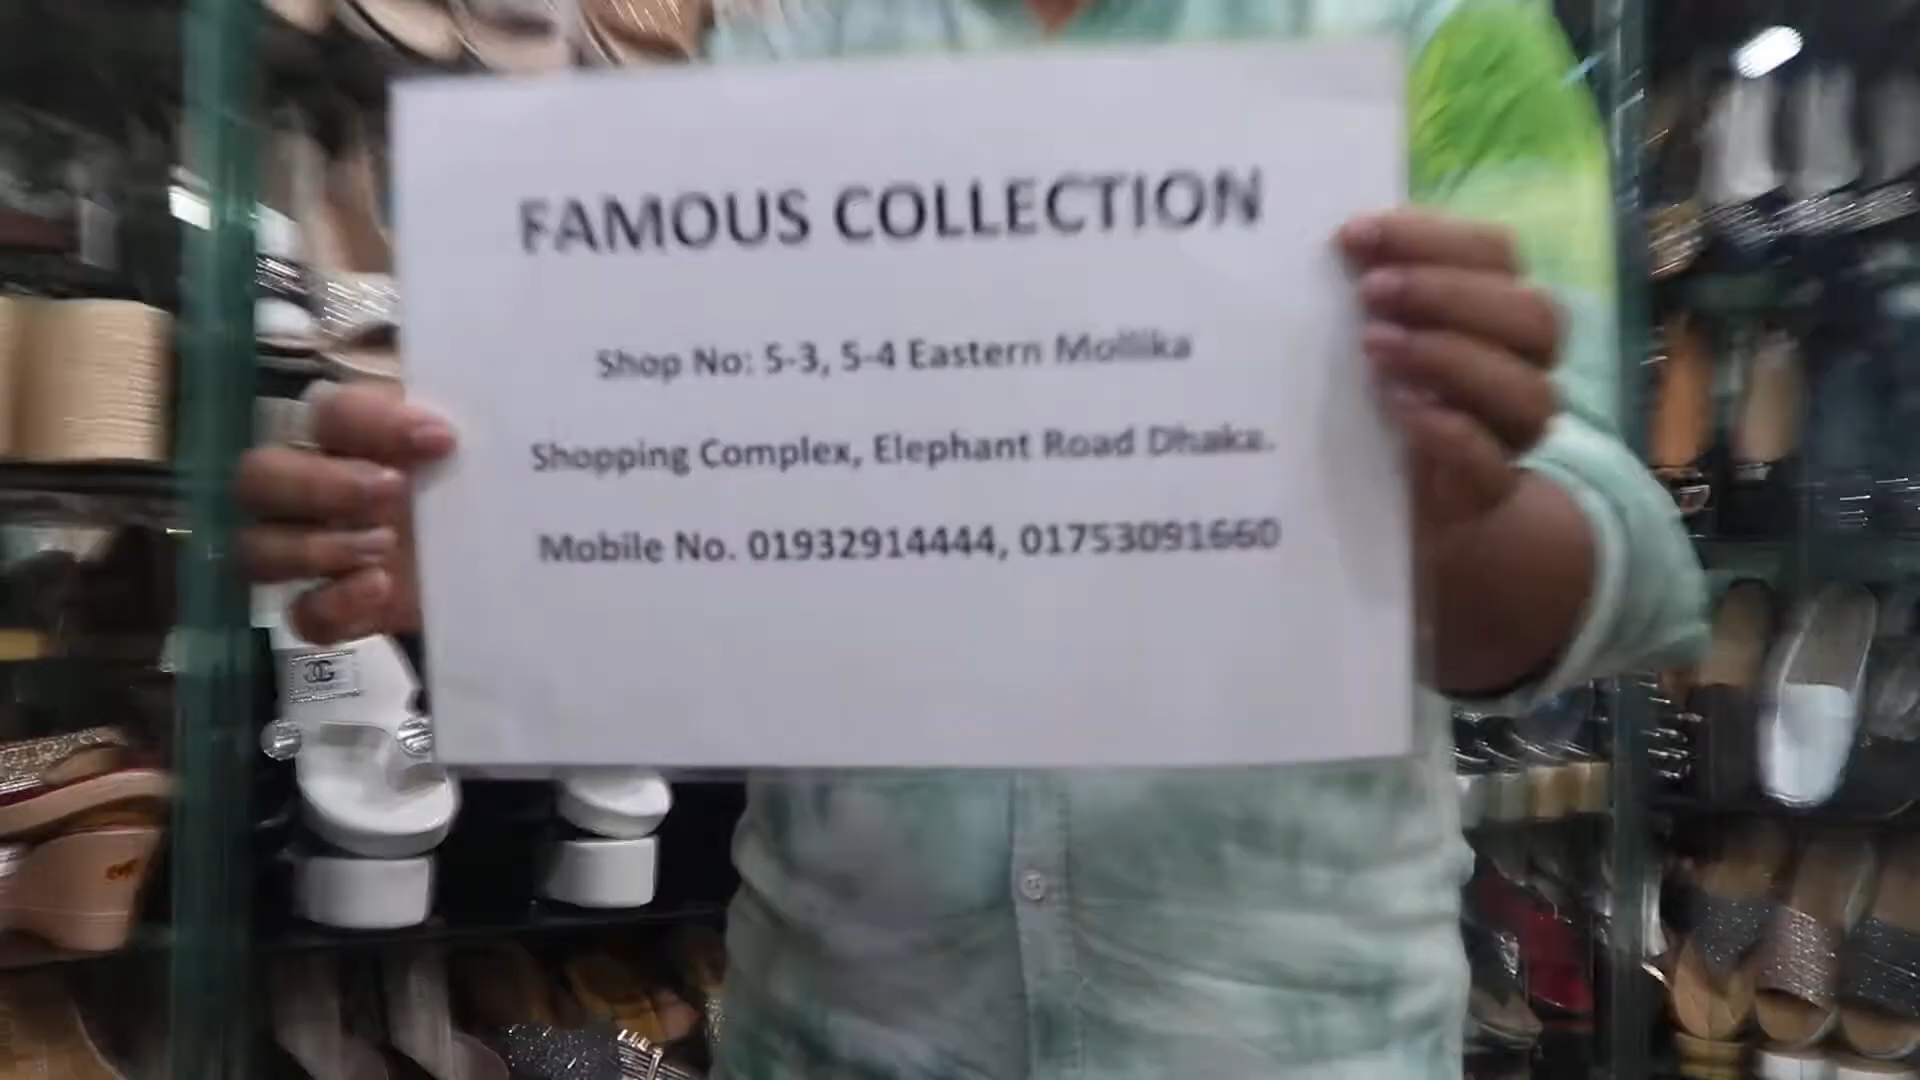 FAMOUS COLLECTION
Shop No: 5-3, 5-4 Eastern Mollika
Shopping Complex, Elephant Road Dhaka.
Mobile No. 01932914444, 01753091660